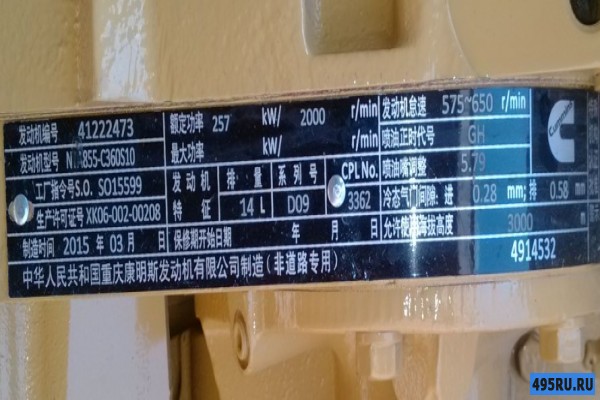 发动机编号 41222473 额定功率 257 kW/ 2000 r/min 发动机怠速 575~650 r/min
发动机型号 N 855-C360S10 最大功率 kW/ r/min 喷油正时代号 GH
工厂指令号S.O. SO15599 发动机 排量 系列号 CPL No. 喷油嘴调整 5.79
生产许可证号 XK06-002-00208 特征 14 L D09 3362 冷态气门间隙: 进 0.28 mm; 排 0.58 mm
制造时间 2015 年 03 月 日 保修期开始日期 年 月 日 允许使用海拔高度 3000 m
中华人民共和国重庆康明斯发动机有限公司制造(非道路专用) 4914532
Cummins
495RU.RU